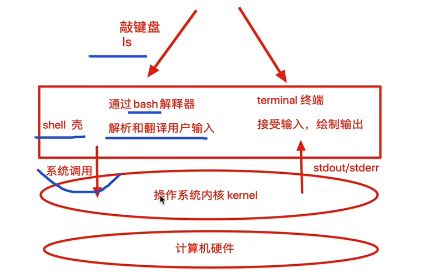 敲键盘
ls
通过 bash 解释器
terminal 终端
shell 壳
解析和翻译用户输入
接受输入，绘制输出
系统调用
stdout/stderr
操作系统内核 kernel
计算机硬件